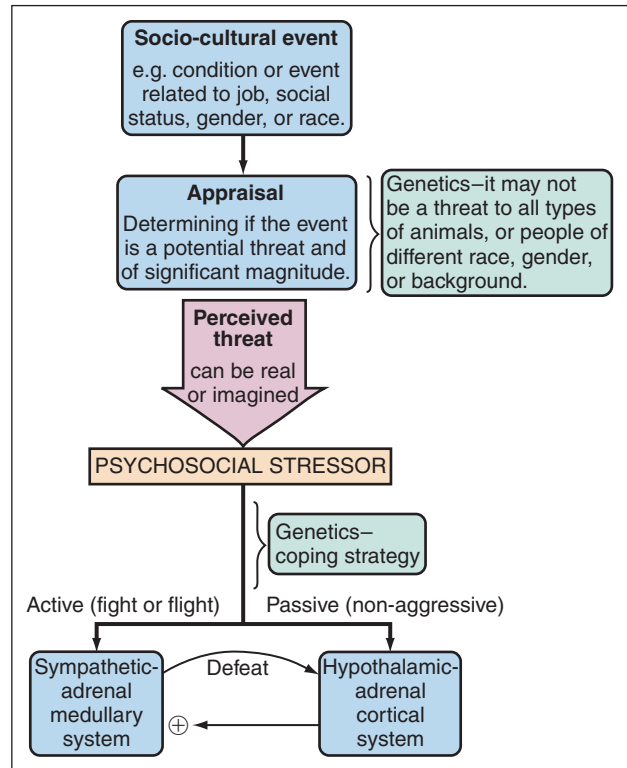 Socio-cultural event
e.g. condition or event
related to job, social
status, gender, or race.
Appraisal
Determining if the event
is a potential threat and
of significant magnitude.
Genetics–it may not
be a threat to all types
of animals, or people of
different race, gender,
or background.
Perceived
threat
can be real
or imagined
PSYCHOSOCIAL STRESSOR
Genetics–
coping strategy
Active (fight or flight)
Passive (non-aggressive)
Sympathetic-
adrenal
medullary
system
Defeat
⊕
Hypothalamic-
adrenal
cortical
system